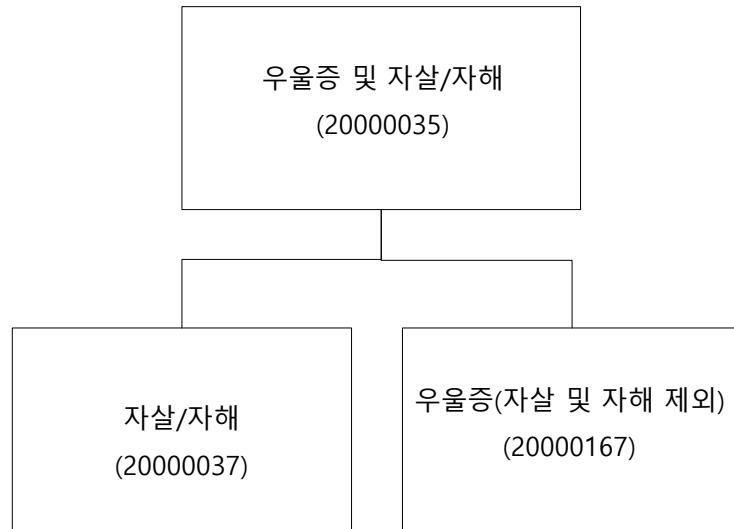 우울증 및 자살/자해
(20000035)
자살/자해
(20000037)
우울증(자살 및 자해 제외)
(20000167)